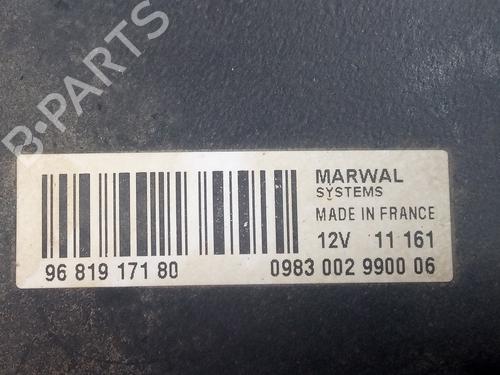 B-PARTS
MARWAL
SYSTEMS
MADE IN FRANCE
12V 11 161
96 819 171 80
0983 002 9900 06